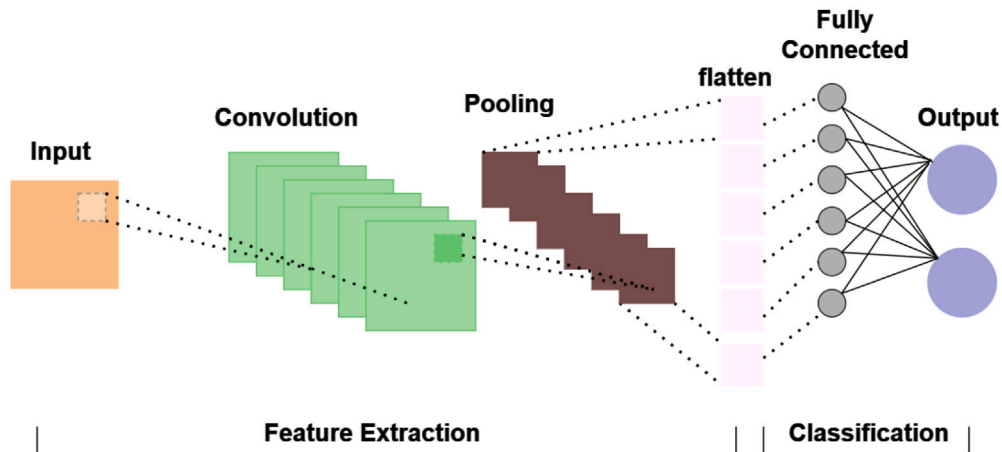 Input
Convolution
Pooling
flatten
Fully
Connected
Output
Feature Extraction
Classification